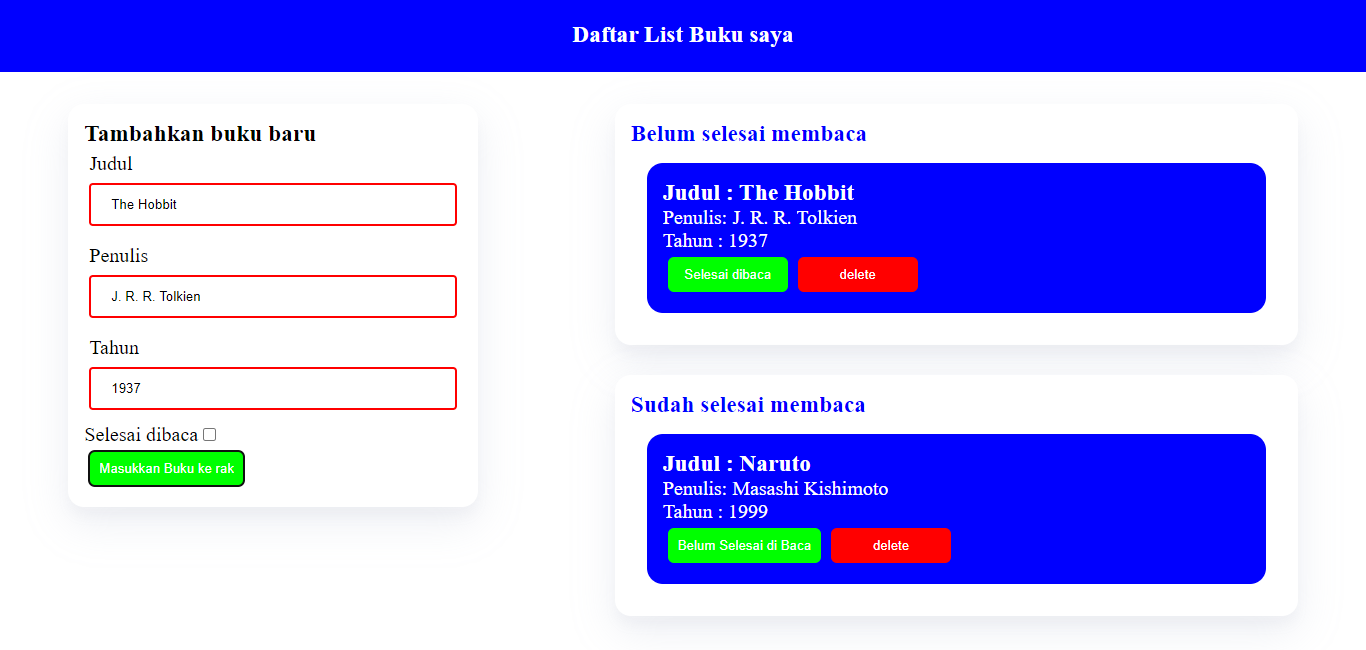 Daftar List Buku saya
Tambahkan buku baru
Judul
The Hobbit
Penulis
J. R. R. Tolkien
Tahun
1937
Selesai dibaca
Masukkan Buku ke rak
Belum selesai membaca
Judul : The Hobbit
Penulis: J. R. R. Tolkien
Tahun : 1937
Selesai dibaca delete
Sudah selesai membaca
Judul : Naruto
Penulis: Masashi Kishimoto
Tahun : 1999
Belum Selesai di Baca delete